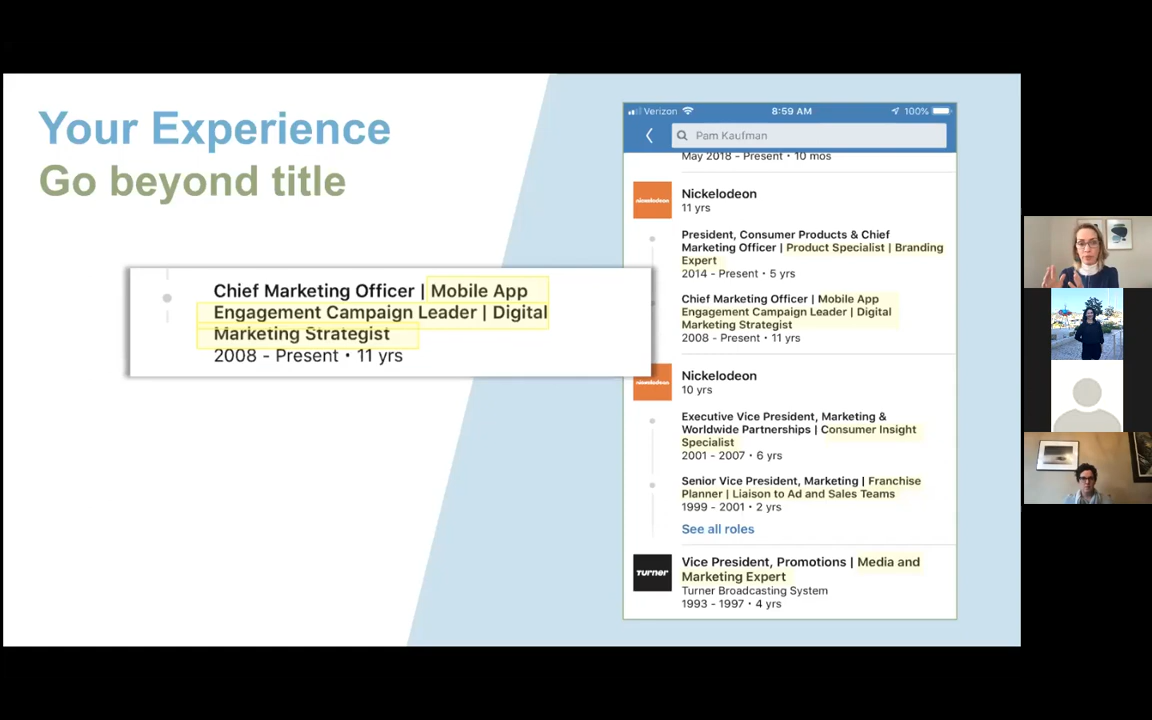 Your Experience
Go beyond title
Chief Marketing Officer | Mobile App
Engagement Campaign Leader | Digital
Marketing Strategist
2008 - Present • 11 yrs
Verizon
8:59 AM
100%
Pam Kaufman
May 2018 - Present • 10 mos
nickelodeon
Nickelodeon
11 yrs
President, Consumer Products & Chief
Marketing Officer | Product Specialist | Branding
Expert
2014 - Present • 5 yrs
Chief Marketing Officer | Mobile App
Engagement Campaign Leader | Digital
Marketing Strategist
2008 - Present • 11 yrs
nickelodeon
Nickelodeon
10 yrs
Executive Vice President, Marketing &
Worldwide Partnerships | Consumer Insight
Specialist
2001 - 2007 • 6 yrs
Senior Vice President, Marketing | Franchise
Planner | Liaison to Ad and Sales Teams
1999 - 2001 • 2 yrs
See all roles
Turner
Vice President, Promotions | Media and
Marketing Expert
Turner Broadcasting System
1993 - 1997 • 4 yrs